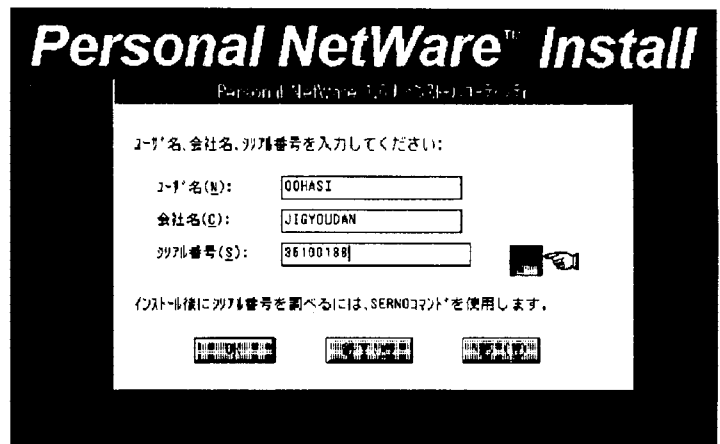 Personal NetWare™ Install
ﾕｰｻﾞ名､会社名､ｼﾘｱﾙ番号を入力してください:
ﾕｰｻﾞ名(N): OOHASI
会社名(C): JIGYOUDAN
ｼﾘｱﾙ番号(S): 35100188
ｲﾝｽﾄｰﾙ後にｼﾘｱﾙ番号を調べるには､SERNOｺﾏﾝﾄﾞを使用します.